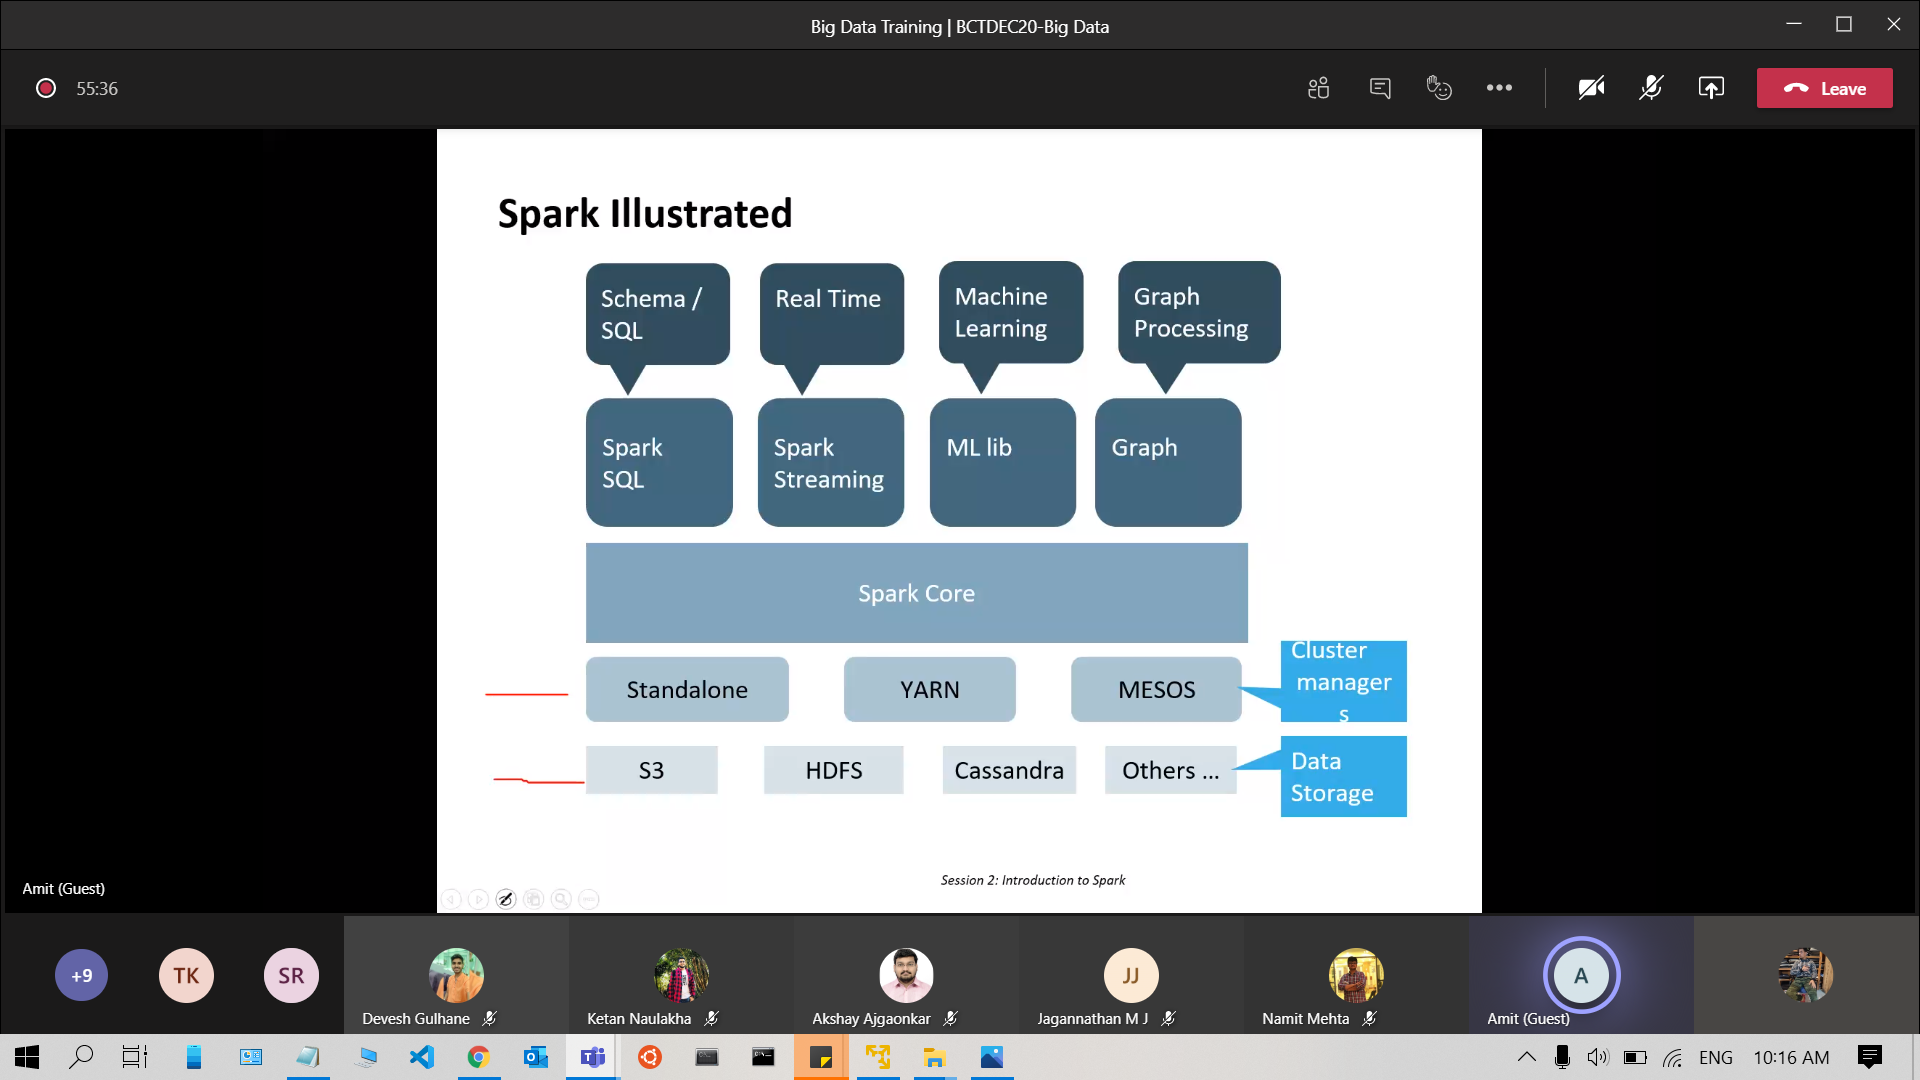 Big Data Training | BCTDEC20-Big Data
55:36
Leave
Spark Illustrated
Schema /
SQL
Real Time
Machine
Learning
Graph
Processing
Spark
SQL
Spark
Streaming
ML lib
Graph
Spark Core
Standalone
YARN
MESOS
Cluster
manager
s
S3
HDFS
Cassandra
Others ...
Data
Storage
Session 2: Introduction to Spark
Amit (Guest)
+9
TK
SR
Devesh Gulhane
Ketan Naulakha
Akshay Ajgaonkar
JJ
Jagannathan M J
Namit Mehta
A
Amit (Guest)
ENG
10:16 AM